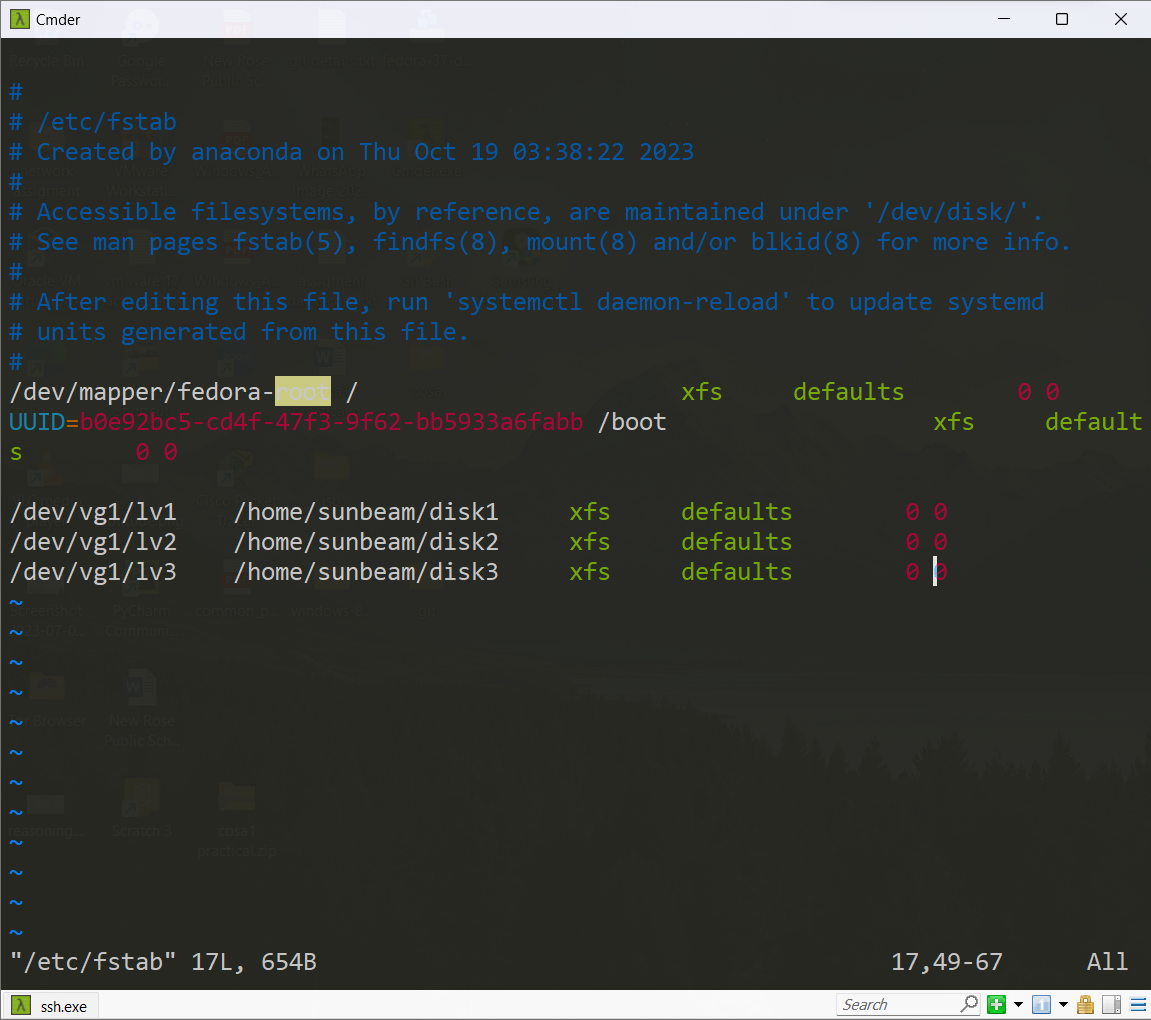 Cmder
#
# /etc/fstab
# Created by anaconda on Thu Oct 19 03:38:22 2023
#
# Accessible filesystems, by reference, are maintained under '/dev/disk/'.
# See man pages fstab(5), findfs(8), mount(8) and/or blkid(8) for more info.
#
# After editing this file, run 'systemctl daemon-reload' to update systemd
# units generated from this file.
#
/dev/mapper/fedora-root / xfs defaults 0 0
UUID=b0e92bc5-cd4f-47f3-9f62-bb5933a6fabb /boot xfs default
s 0 0
/dev/vg1/lv1 /home/sunbeam/disk1 xfs defaults 0 0
/dev/vg1/lv2 /home/sunbeam/disk2 xfs defaults 0 0
/dev/vg1/lv3 /home/sunbeam/disk3 xfs defaults 0 0
~
~
~
~
~
~
~
~
~
~
~
~
"/etc/fstab" 17L, 654B 17,49-67 All
ssh.exe Search